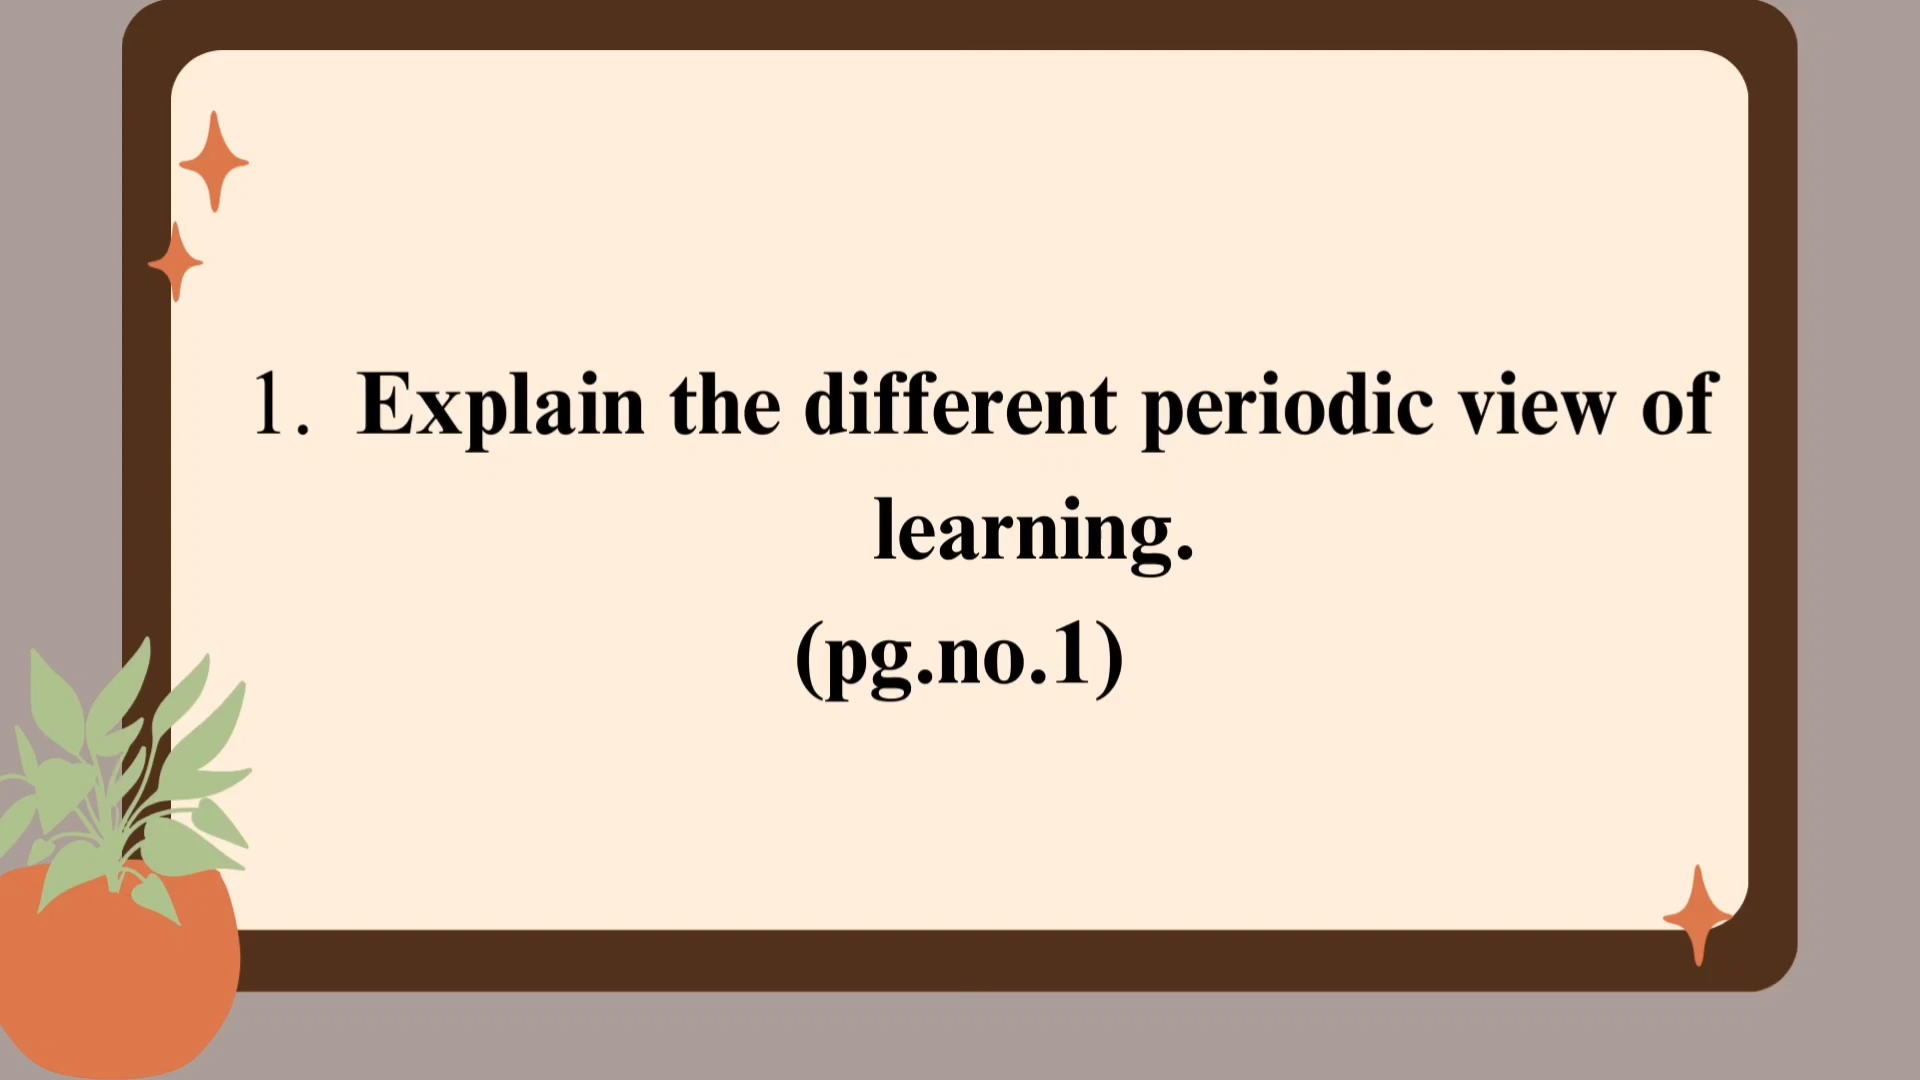 1. Explain the different periodic view of
learning.
(pg.no.1)